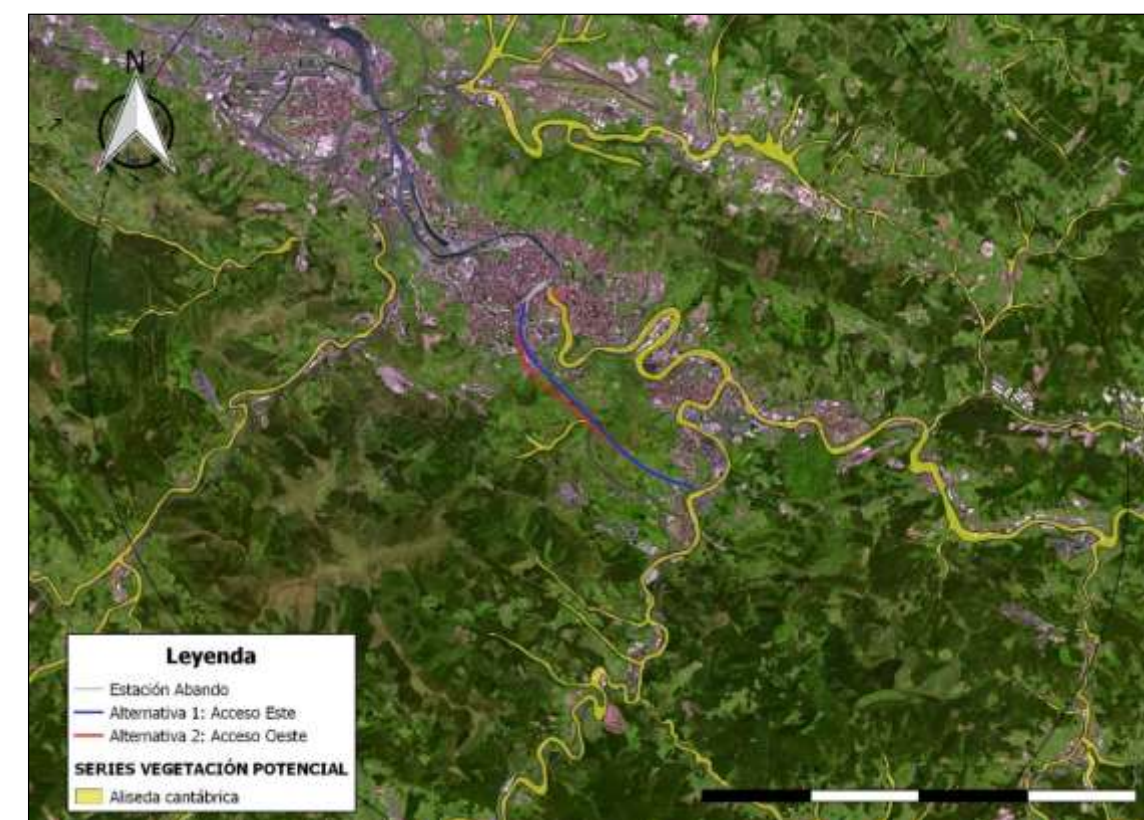 N
Leyenda
Estación Abando
Alternativa 1: Acceso Este
Alternativa 2: Acceso Oeste
SERIES VEGETACIÓN POTENCIAL
Aliseda cantábrica